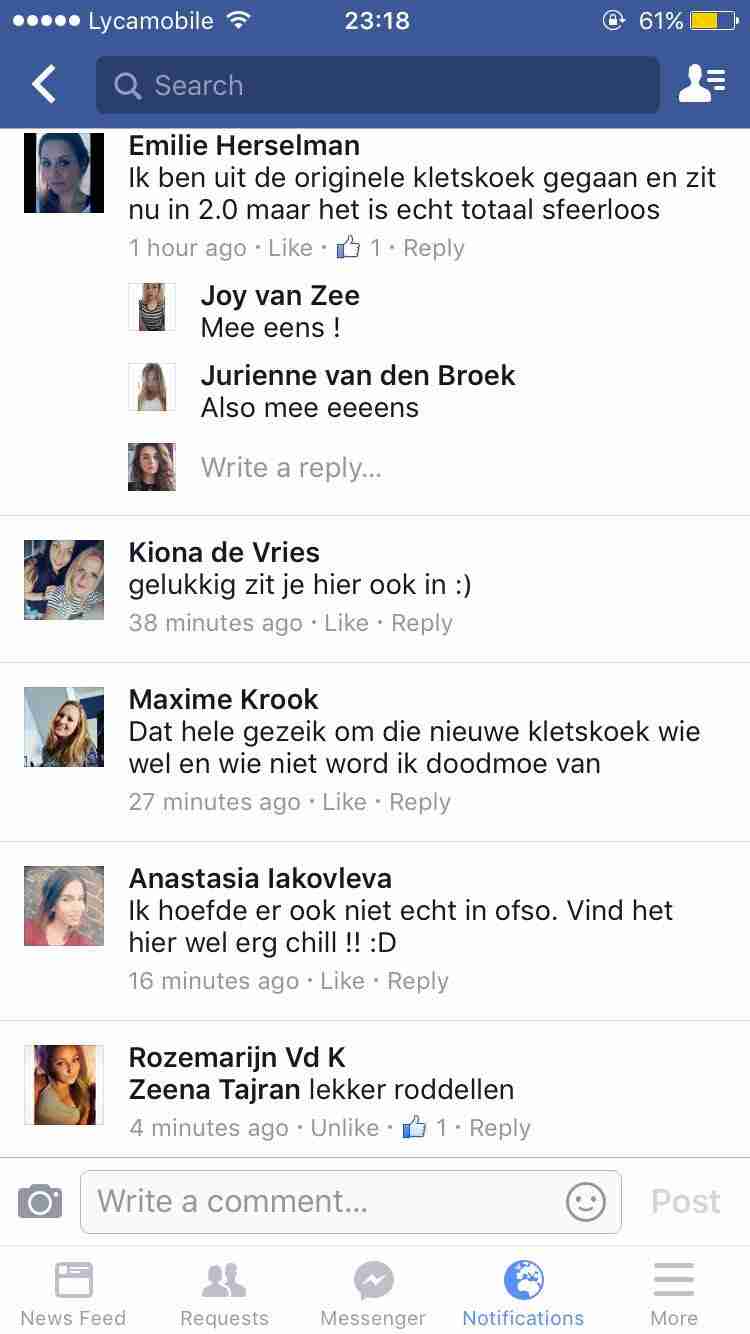 Lycamobile 23:18 61%
Search
Emilie Herselman
Ik ben uit de originele kletskoek gegaan en zit
nu in 2.0 maar het is echt totaal sfeerloos
1 hour ago · Like · 1 · Reply
Joy van Zee
Mee eens !
Jurienne van den Broek
Also mee eeeens
Write a reply...
Kiona de Vries
gelukkig zit je hier ook in :)
38 minutes ago · Like · Reply
Maxime Krook
Dat hele gezeik om die nieuwe kletskoek wie
wel en wie niet word ik doodmoe van
27 minutes ago · Like · Reply
Anastasia Iakovleva
Ik hoefde er ook niet echt in ofso. Vind het
hier wel erg chill !! :D
16 minutes ago · Like · Reply
Rozemarijn Vd K
Zeena Tajran lekker roddellen
4 minutes ago · Unlike · 1 · Reply
Write a comment... Post
News Feed Requests Messenger Notifications More